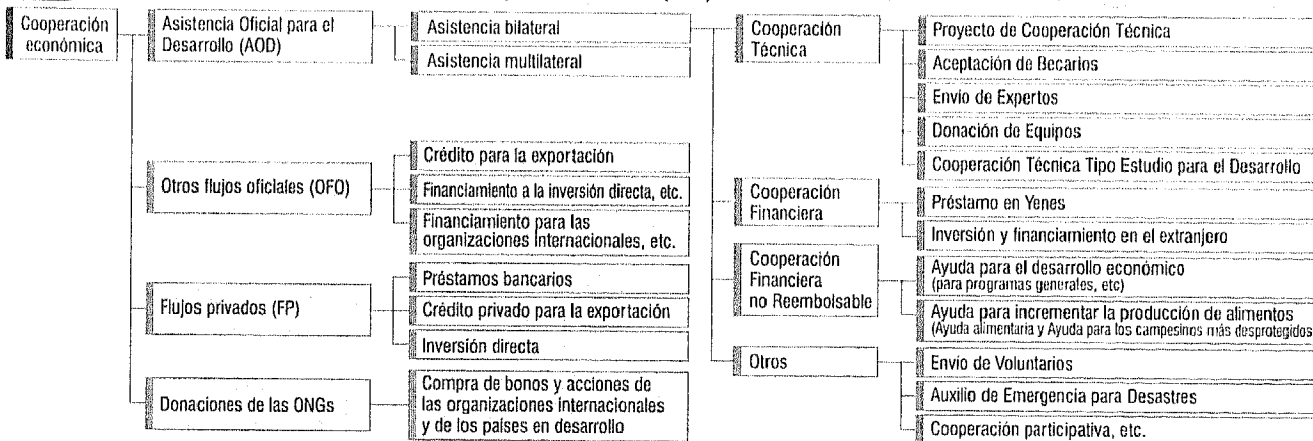 Cooperación
económica
Asistencia Oficial para el
Desarrollo (AOD)
Asistencia bilateral
Asistencia multilateral
Otros flujos oficiales (OFO)
Crédito para la exportación
Financiamiento a la inversión directa, etc.
Financiamiento para las
organizaciones internacionales, etc.
Flujos privados (FP)
Préstamos bancarios
Crédito privado para la exportación
Inversión directa
Donaciones de las ONGs
Compra de bonos y acciones de
las organizaciones internacionales
y de los países en desarrollo
Cooperación
Técnica
Proyecto de Cooperación Técnica
Aceptación de Becarios
Envío de Expertos
Donación de Equipos
Cooperación Técnica Tipo Estudio para el Desarrollo
Cooperación
Financiera
Préstamo en Yenes
Inversión y financiamiento en el extranjero
Cooperación
Financiera
no Reembolsable
Ayuda para el desarrollo económico
(para programas generales, etc)
Ayuda para incrementar la producción de alimentos
(Ayuda alimentaria y Ayuda para los campesinos más desprotegidos
Otros
Envío de Voluntarios
Auxilio de Emergencia para Desastres
Cooperación participativa, etc.